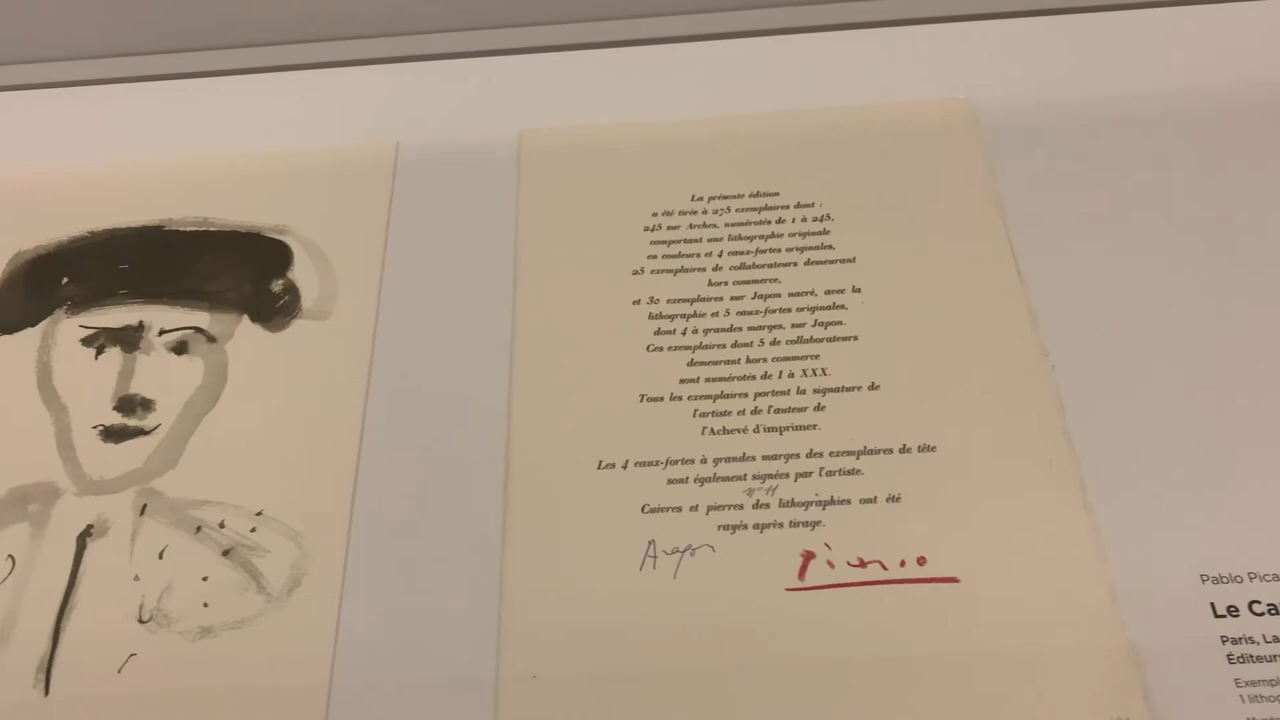 La présente édition
a été tirée à 275 exemplaires dont :
245 sur Arches, numérotés de 1 à 245,
comportant une lithographie originale
en couleurs et 4 eaux-fortes originales,
25 exemplaires de collaborateurs demeurant
hors commerce,
et 30 exemplaires sur Japon nacré, avec la
lithographie et 5 eaux-fortes originales,
dont 4 à grandes marges, sur Japon.
Ces exemplaires dont 5 de collaborateurs
demeurant hors commerce
sont numérotés de I à XXX.
Tous les exemplaires portent la signature de
l'artiste et de l'auteur de
l'Achevé d'imprimer.
Les 4 eaux-fortes à grandes marges des exemplaires de tête
sont également signées par l'artiste.
n° 11
Cuivres et pierres des lithographies ont été
rayés après tirage.
Aragon
Picasso
Pablo Pica
Le Ca
Paris, La
Éditeur
Exempl
1 lithog